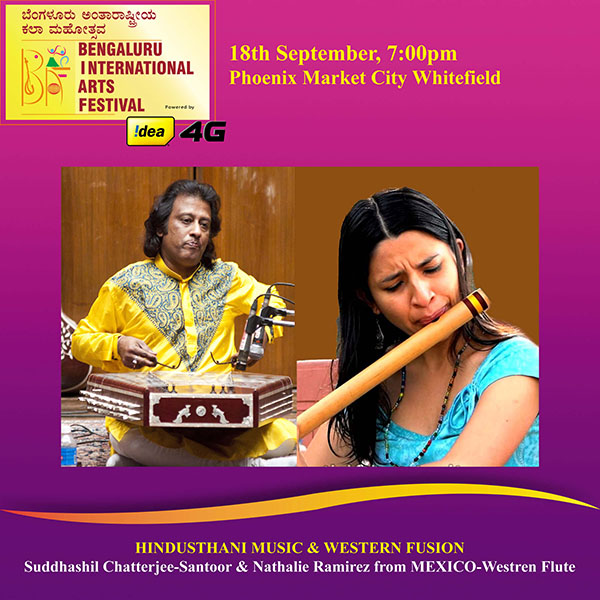 ಬೆಂಗಳೂರು ಅಂತಾರಾಷ್ಟ್ರೀಯ
ಕಲಾ ಮಹೋತ್ಸವ
BENGALURU
INTERNATIONAL
ARTS
FESTIVAL
Powered by
!dea 4G
18th September, 7:00pm
Phoenix Market City Whitefield
HINDUSTHANI MUSIC & WESTERN FUSION
Suddhashil Chatterjee-Santoor & Nathalie Ramirez from MEXICO-Westren Flute